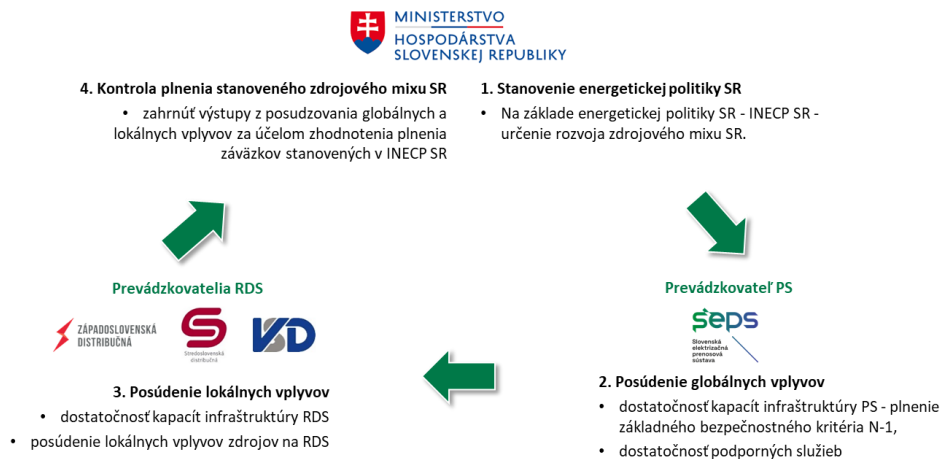 MINISTERSTVO
HOSPODÁRSTVA
SLOVENSKEJ REPUBLIKY
4. Kontrola plnenia stanoveného zdrojového mixu SR
• zahrnúť výstupy z posudzovania globálnych a
lokálnych vplyvov za účelom zhodnotenia plnenia
záväzkov stanovených v INECP SR
1. Stanovenie energetickej politiky SR
• Na základe energetickej politiky SR - INECP SR -
určenie rozvoja zdrojového mixu SR.
Prevádzkovatelia RDS
ZÁPADOSLOVENSKÁ
DISTRIBUČNÁ
Stredoslovenská
distribučná
VSD
3. Posúdenie lokálnych vplyvov
• dostatočnosť kapacít infraštruktúry RDS
• posúdenie lokálnych vplyvov zdrojov na RDS
Prevádzkovateľ PS
seps
Slovenská
elektrizačná
prenosová
sústava
2. Posúdenie globálnych vplyvov
• dostatočnosť kapacít infraštruktúry PS - plnenie
základného bezpečnostného kritéria N-1,
• dostatočnosť podporných služieb